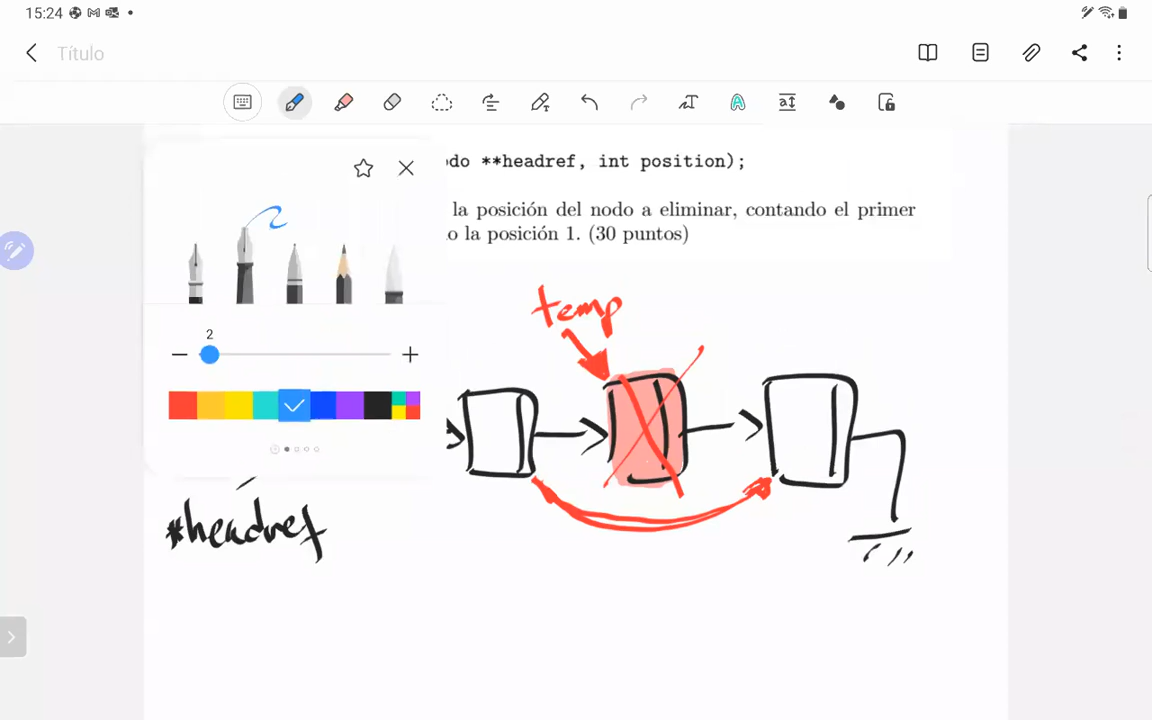 15:24
Título
do **headref, int position);
la posición del nodo a eliminar, contando el primer
o la posición 1. (30 puntos)
2
temp
*headref